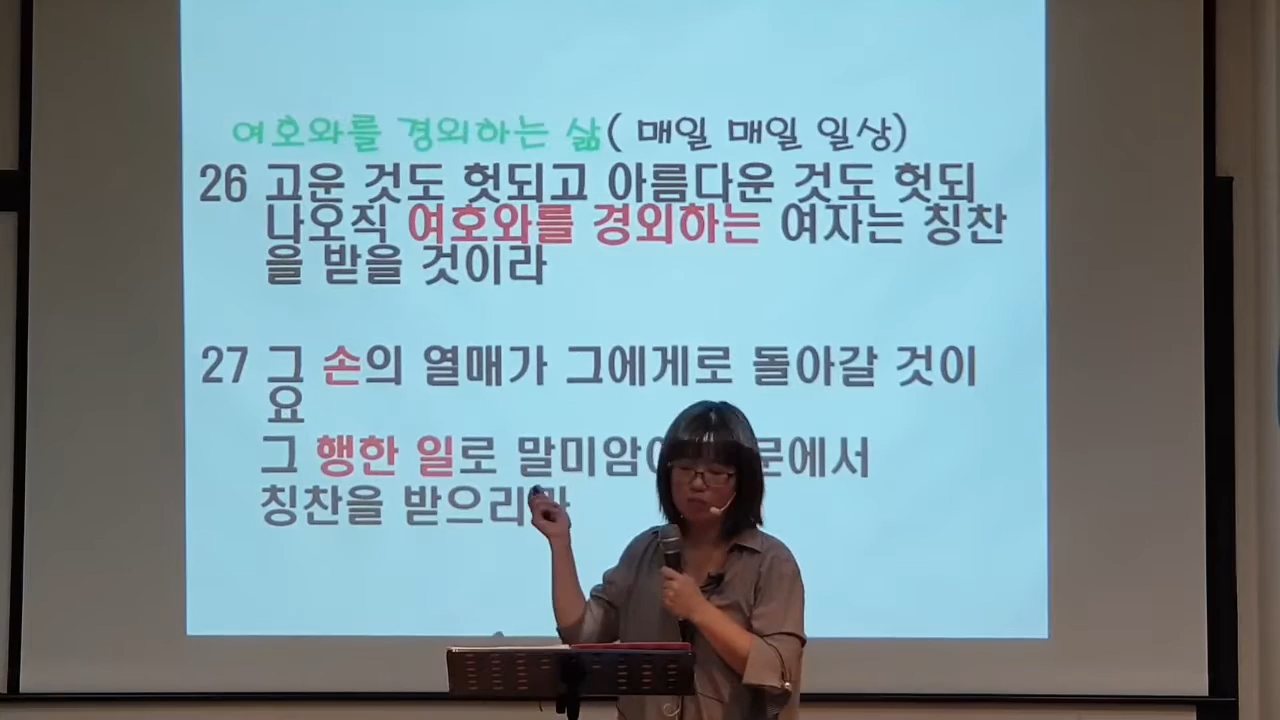 여호와를 경외하는 삶( 매일 매일 일상)
26 고운 것도 헛되고 아름다운 것도 헛되
나오직 여호와를 경외하는 여자는 칭찬
을 받을 것이라
27 그 손의 열매가 그에게로 돌아갈 것이
요
그 행한 일로 문에서
칭찬을 받으리라